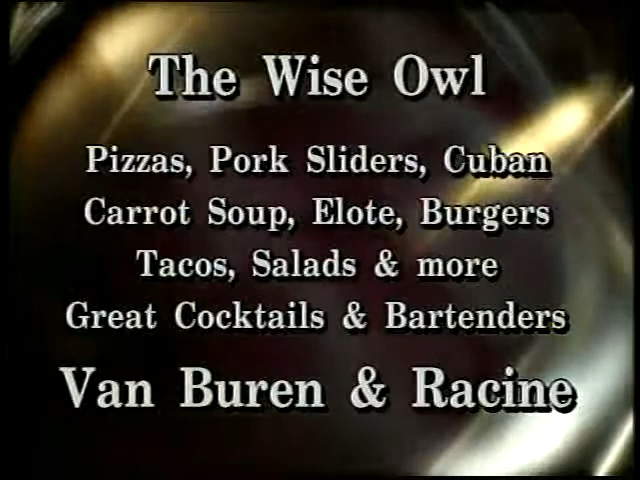 The Wise Owl
Pizzas, Pork Sliders, Cuban
Carrot Soup, Elote, Burgers
Tacos, Salads & more
Great Cocktails & Bartenders
Van Buren & Racine